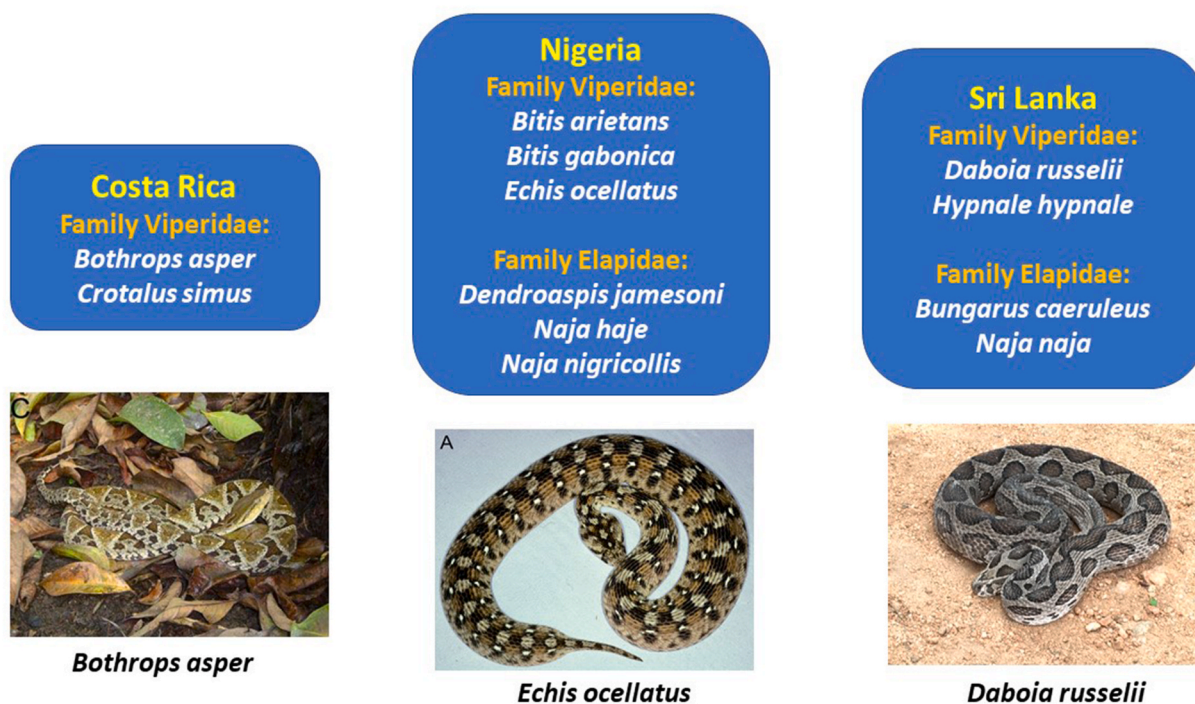 Costa Rica
Family Viperidae:
Bothrops asper
Crotalus simus
Nigeria
Family Viperidae:
Bitis arietans
Bitis gabonica
Echis ocellatus
Family Elapidae:
Dendroaspis jamesoni
Naja haje
Naja nigricollis
Sri Lanka
Family Viperidae:
Daboia russelii
Hypnale hypnale
Family Elapidae:
Bungarus caeruleus
Naja naja
C
Bothrops asper
A
Echis ocellatus
Daboia russelii